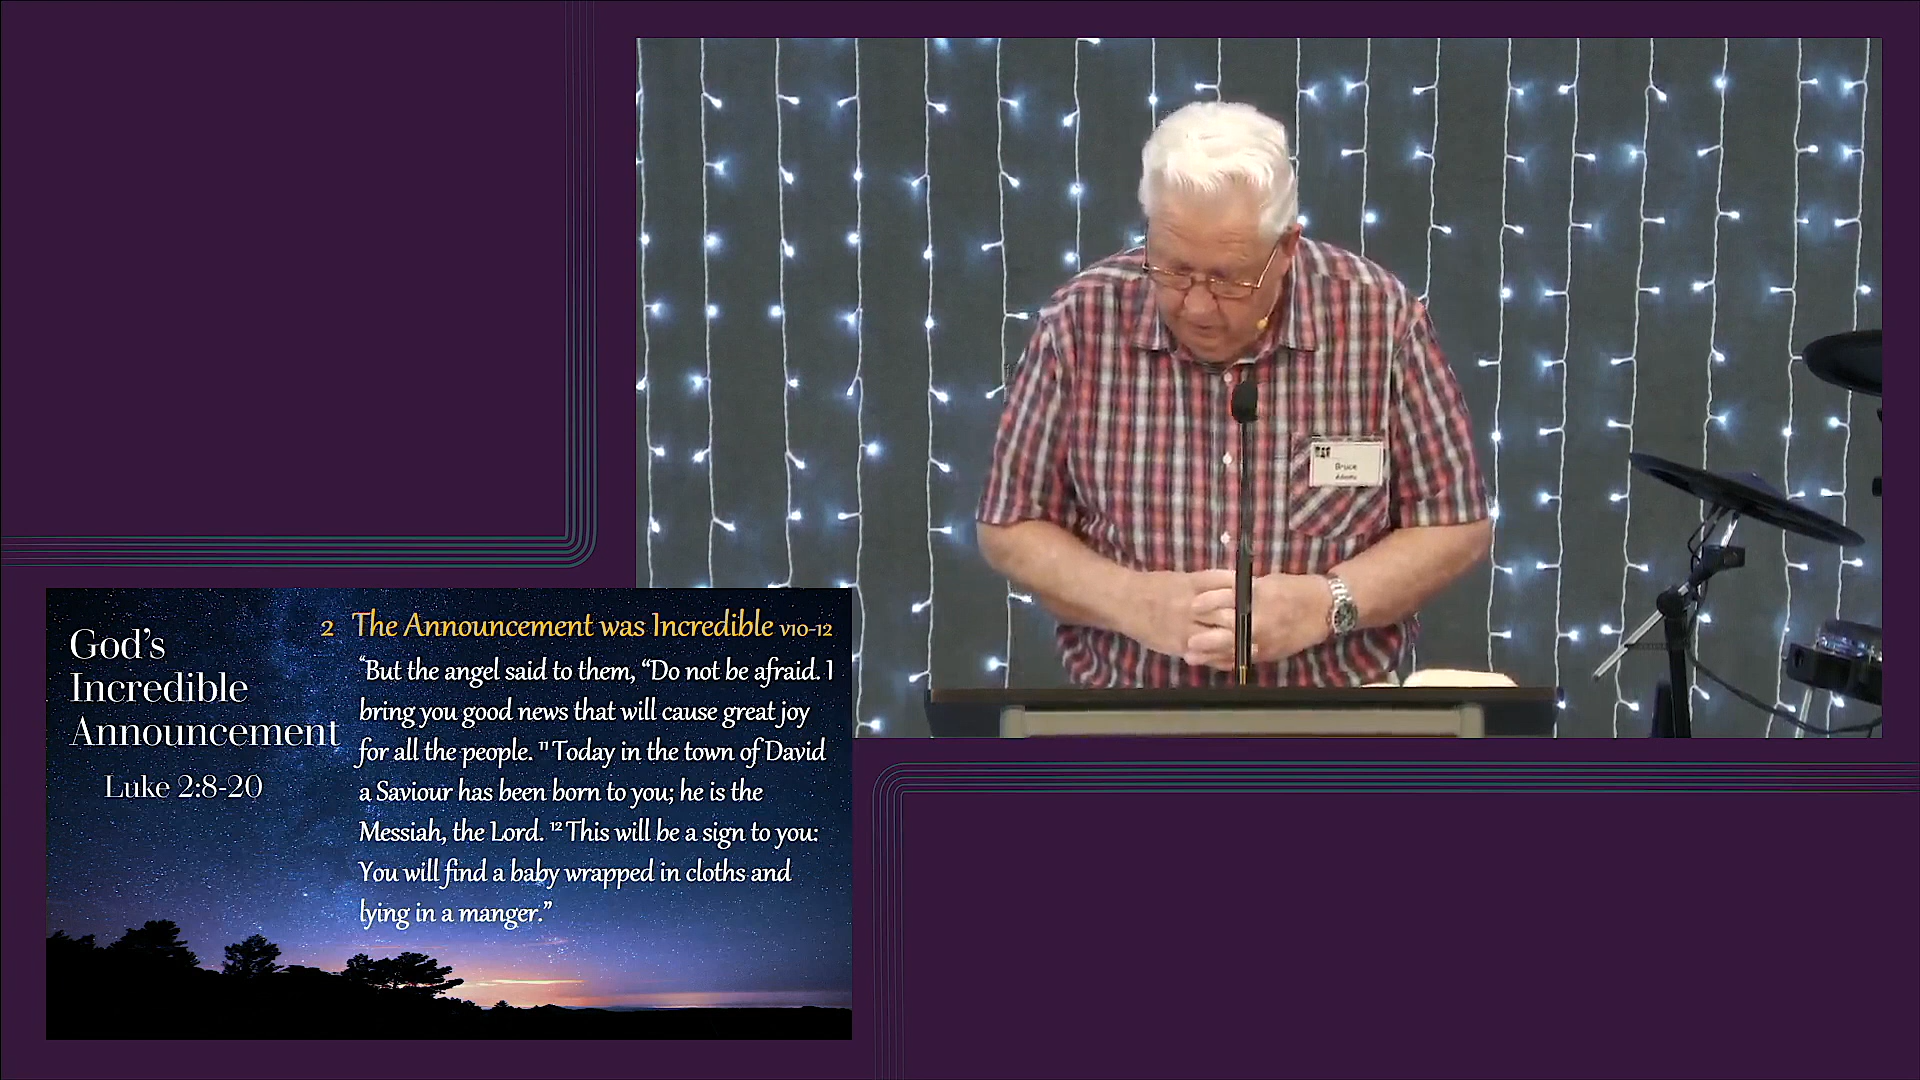 God's
Incredible
Announcement
Luke 2:8-20
2 The Announcement was Incredible v10-12
"But the angel said to them, “Do not be afraid. I
bring you good news that will cause great joy
for all the people. ¹¹ Today in the town of David
a Saviour has been born to you; he is the
Messiah, the Lord. ¹² This will be a sign to you:
You will find a baby wrapped in cloths and
lying in a manger.”
Bruce